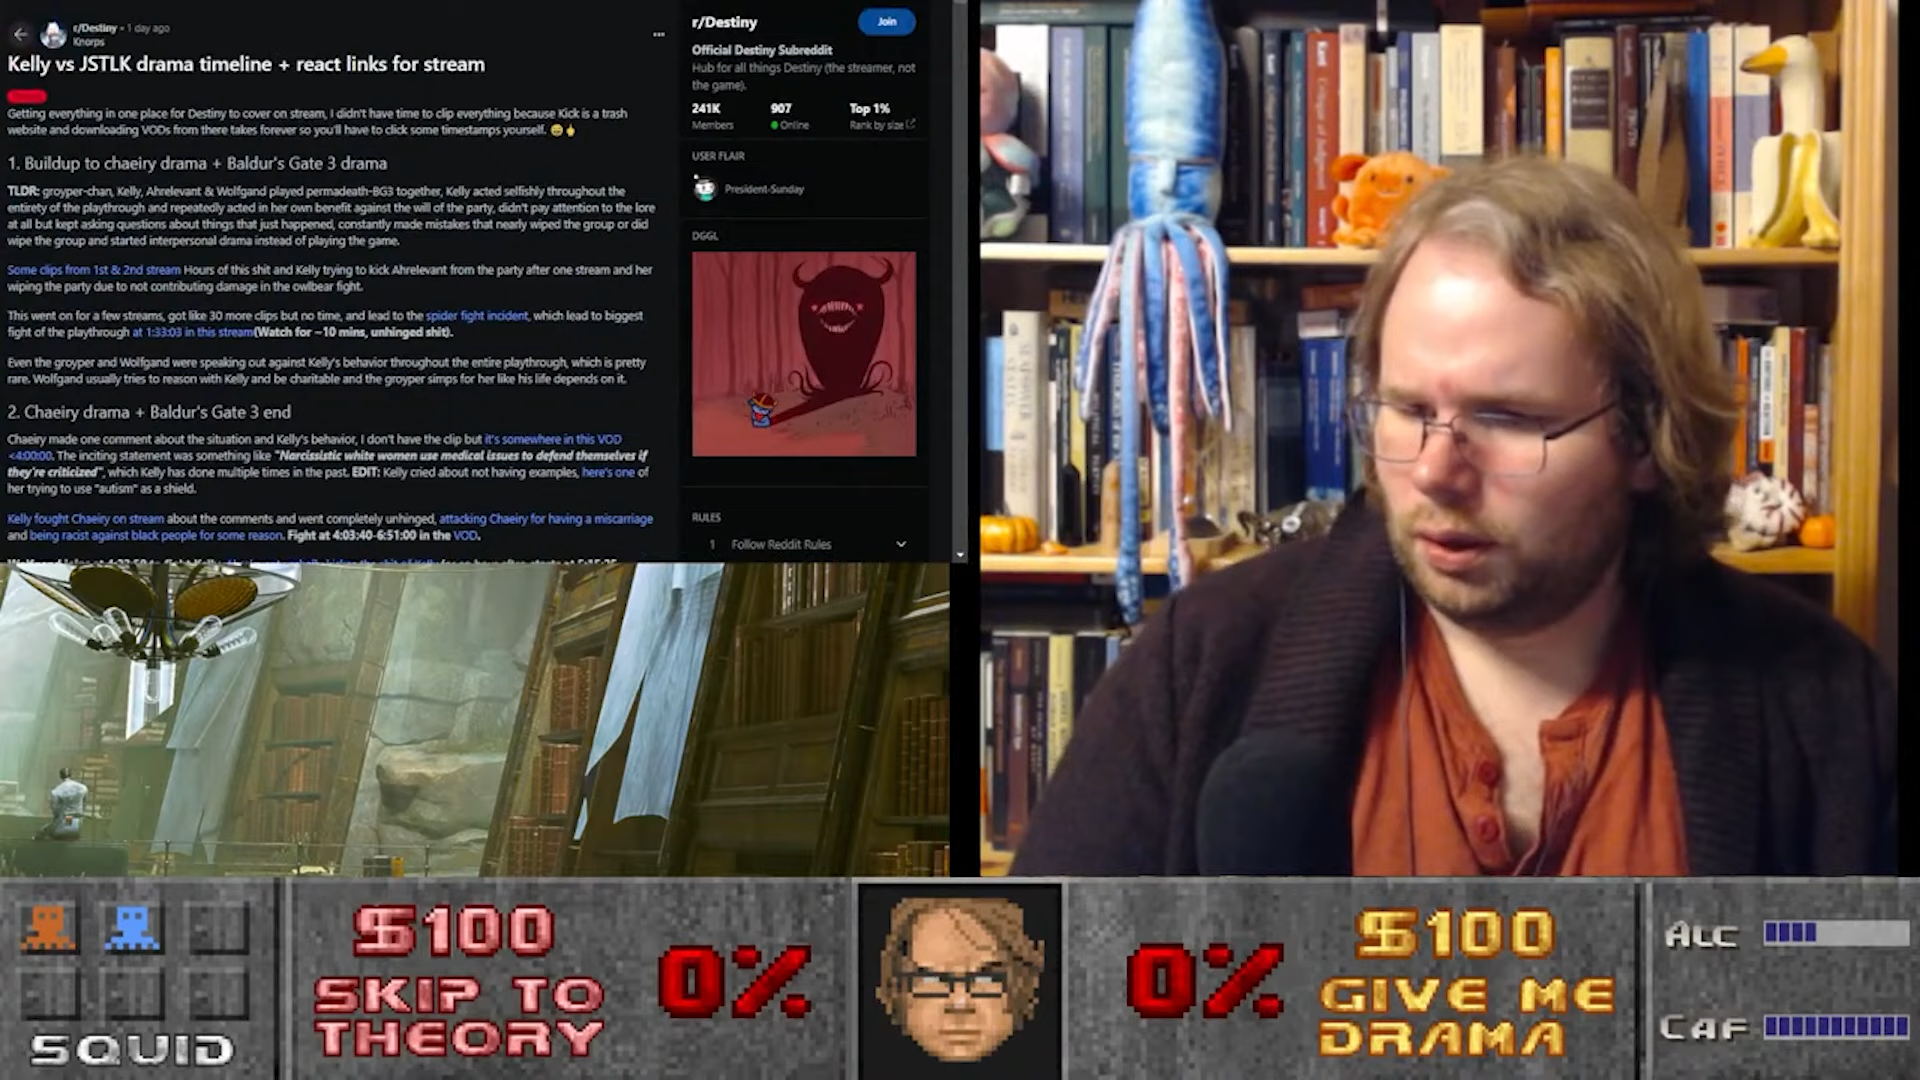 r/Destiny • 1 day ago
Knorps
Kelly vs JSTLK drama timeline + react links for stream
Getting everything in one place for Destiny to cover on stream, I didn't have time to clip everything because Kick is a trash
website and downloading VODs from there takes forever so you'll have to click some timestamps yourself. 😄🖕
1. Buildup to chaeiry drama + Baldur's Gate 3 drama
TLDR: groyper-chan, Kelly, Ahrelevant & Wolfgand played permadeath-BG3 together, Kelly acted selfishly throughout the
entirety of the playthrough and repeatedly acted in her own benefit against the will of the party, didn't pay attention to the lore
at all but kept asking questions about things that just happened, constantly made mistakes that nearly wiped the group or did
wipe the group and started interpersonal drama instead of playing the game.
Some clips from 1st & 2nd stream Hours of this shit and Kelly trying to kick Ahrelevant from the party after one stream and her
wiping the party due to not contributing damage in the owlbear fight.
This went on for a few streams, got like 30 more clips but no time, and lead to the spider fight incident, which lead to biggest
fight of the playthrough at 1:33:03 in this stream(Watch for ~10 mins, unhinged shit).
Even the groyper and Wolfgand were speaking out against Kelly's behavior throughout the entire playthrough, which is pretty
rare. Wolfgand usually tries to reason with Kelly and be charitable and the groyper simps for her like his life depends on it.
2. Chaeiry drama + Baldur's Gate 3 end
Chaeiry made one comment about the situation and Kelly's behavior, I don't have the clip but it's somewhere in this VOD
<4:00:00. The inciting statement was something like "Narcissistic white women use medical issues to defend themselves if
they're criticized", which Kelly has done multiple times in the past. EDIT: Kelly cried about not having examples, here's one of
her trying to use "autism" as a shield.
Kelly fought Chaeiry on stream about the comments and went completely unhinged, attacking Chaeiry for having a miscarriage
and being racist against black people for some reason. Fight at 4:03:40-6:51:00 in the VOD.
r/Destiny
Join
Official Destiny Subreddit
Hub for all things Destiny (the streamer, not
the game).
241K 907 Top 1%
Members Online Rank by size
USER FLAIR
President-Sunday
DGGL
RULES
1 Follow Reddit Rules
SQUID
$100
SKIP TO
THEORY
0%
0%
$100
GIVE ME
DRAMA
ALC
CAF